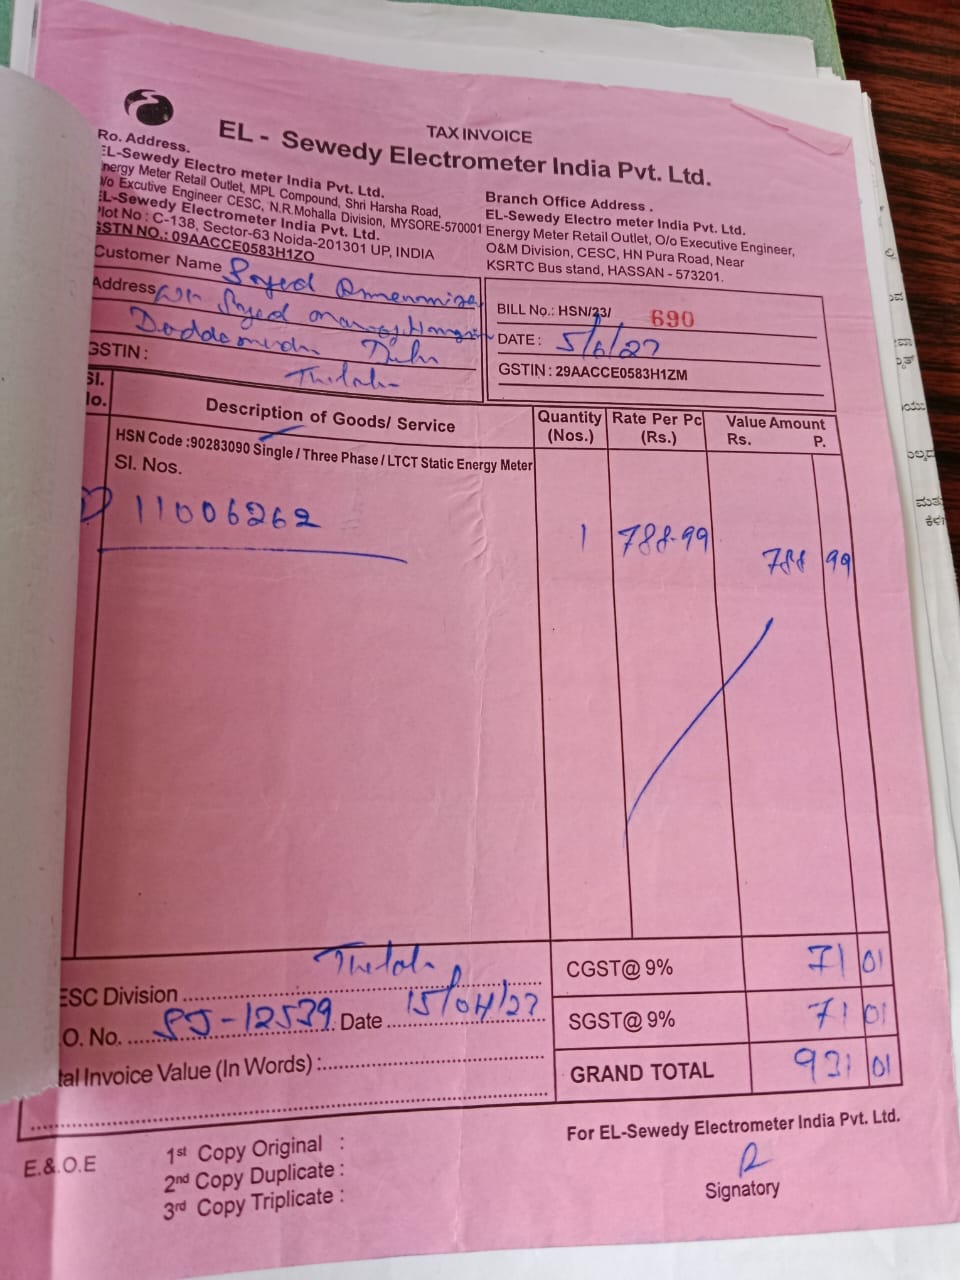 TAX INVOICE
EL - Sewedy Electrometer India Pvt. Ltd.
Ro. Address.
EL-Sewedy Electro meter India Pvt. Ltd.
Energy Meter Retail Outlet, MPL Compound, Shri Harsha Road,
I/o Excutive Engineer CESC, N.R.Mohalla Division, MYSORE-570001
EL-Sewedy Electrometer India Pvt. Ltd.
Plot No : C-138, Sector-63 Noida-201301 UP, INDIA
GSTN NO.: 09AACCE0583H1ZO
Branch Office Address .
EL-Sewedy Electro meter India Pvt. Ltd.
Energy Meter Retail Outlet, O/o Executive Engineer,
O&M Division, CESC, HN Pura Road, Near
KSRTC Bus stand, HASSAN - 573201.
Customer Name Sayed
Address Sayed
GSTIN :
BILL No.: HSN/23/ 690
DATE : 5/6/23
GSTIN : 29AACCE0583H1ZM
Sl. No. Description of Goods/ Service Quantity (Nos.) Rate Per Pc (Rs.) Value Amount Rs. P.
HSN Code :90283090 Single / Three Phase / LTCT Static Energy Meter
Sl. Nos.
11006262 1 788-99 788 99
CGST@ 9% 71 01
ESC Division
SGST@ 9% 71 01
.O. No. SJ-12539 Date 15/04/23
tal Invoice Value (In Words) :
GRAND TOTAL 931 01
For EL-Sewedy Electrometer India Pvt. Ltd.
E.&.O.E
1st Copy Original :
2nd Copy Duplicate :
3rd Copy Triplicate :
Signatory